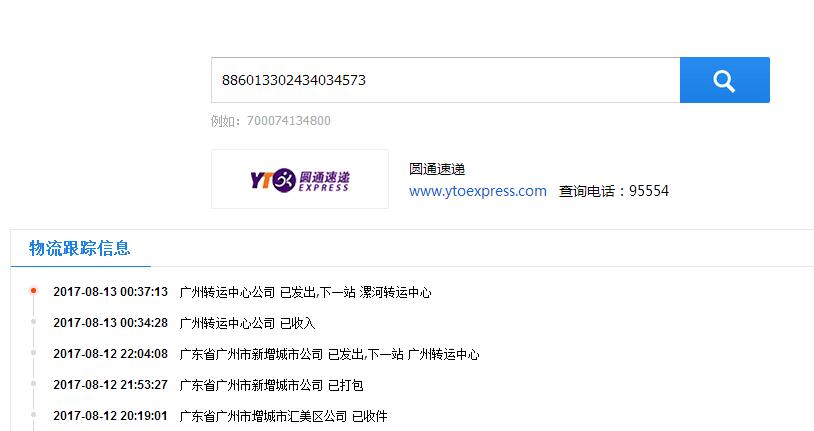 886013302434034573
例如：700074134800
YTO 圆通速递
EXPRESS
圆通速递
www.ytoexpress.com 查询电话：95554
物流跟踪信息
2017-08-13 00:37:13 广州转运中心公司 已发出,下一站 漯河转运中心
2017-08-13 00:34:28 广州转运中心公司 已收入
2017-08-12 22:04:08 广东省广州市新增城市公司 已发出,下一站 广州转运中心
2017-08-12 21:53:27 广东省广州市新增城市公司 已打包
2017-08-12 20:19:01 广东省广州市增城市汇美区公司 已收件